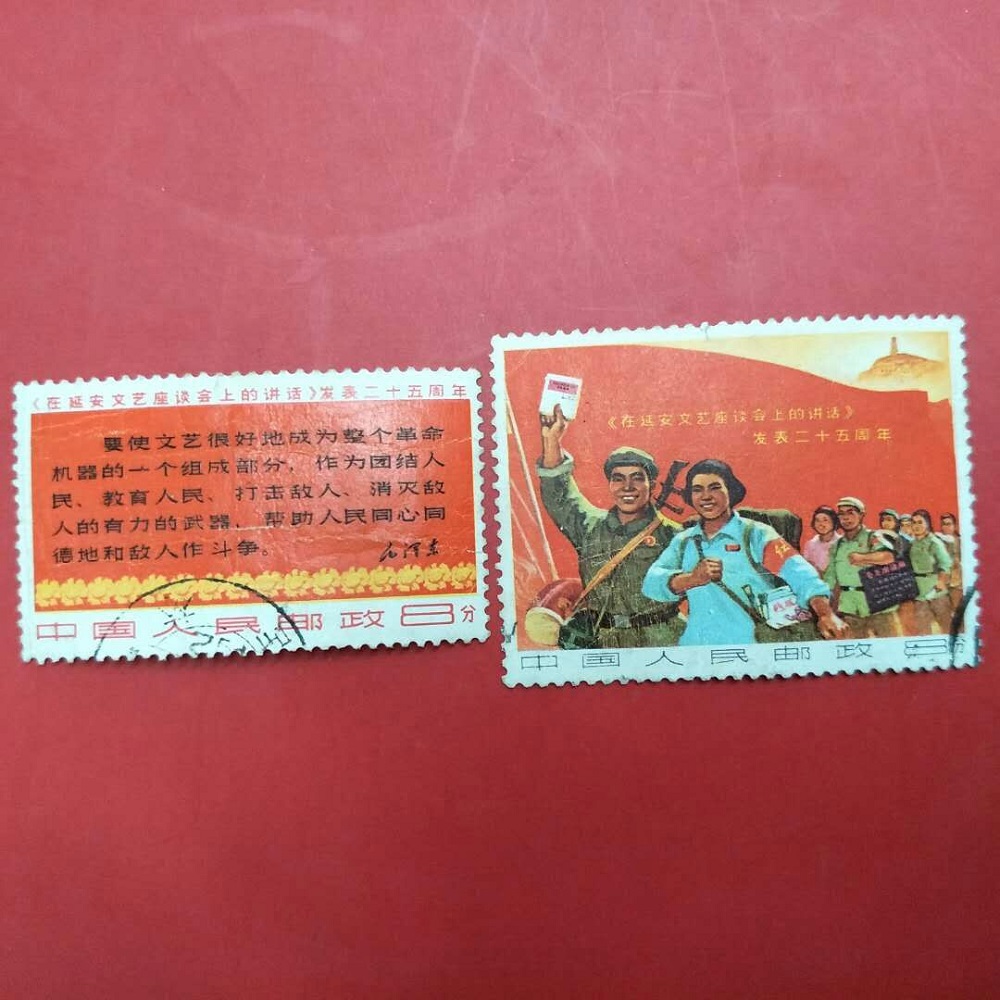 《在延安文艺座谈会上的讲话》发表二十五周年
要使文艺很好地成为整个革命
机器的一个组成部分，作为团结人
民、教育人民、打击敌人、消灭敌
人的有力的武器，帮助人民同心同
德地和敌人作斗争。
毛泽东
中国人民邮政8分
《在延安文艺座谈会上的讲话》
发表二十五周年
中国人民邮政8分